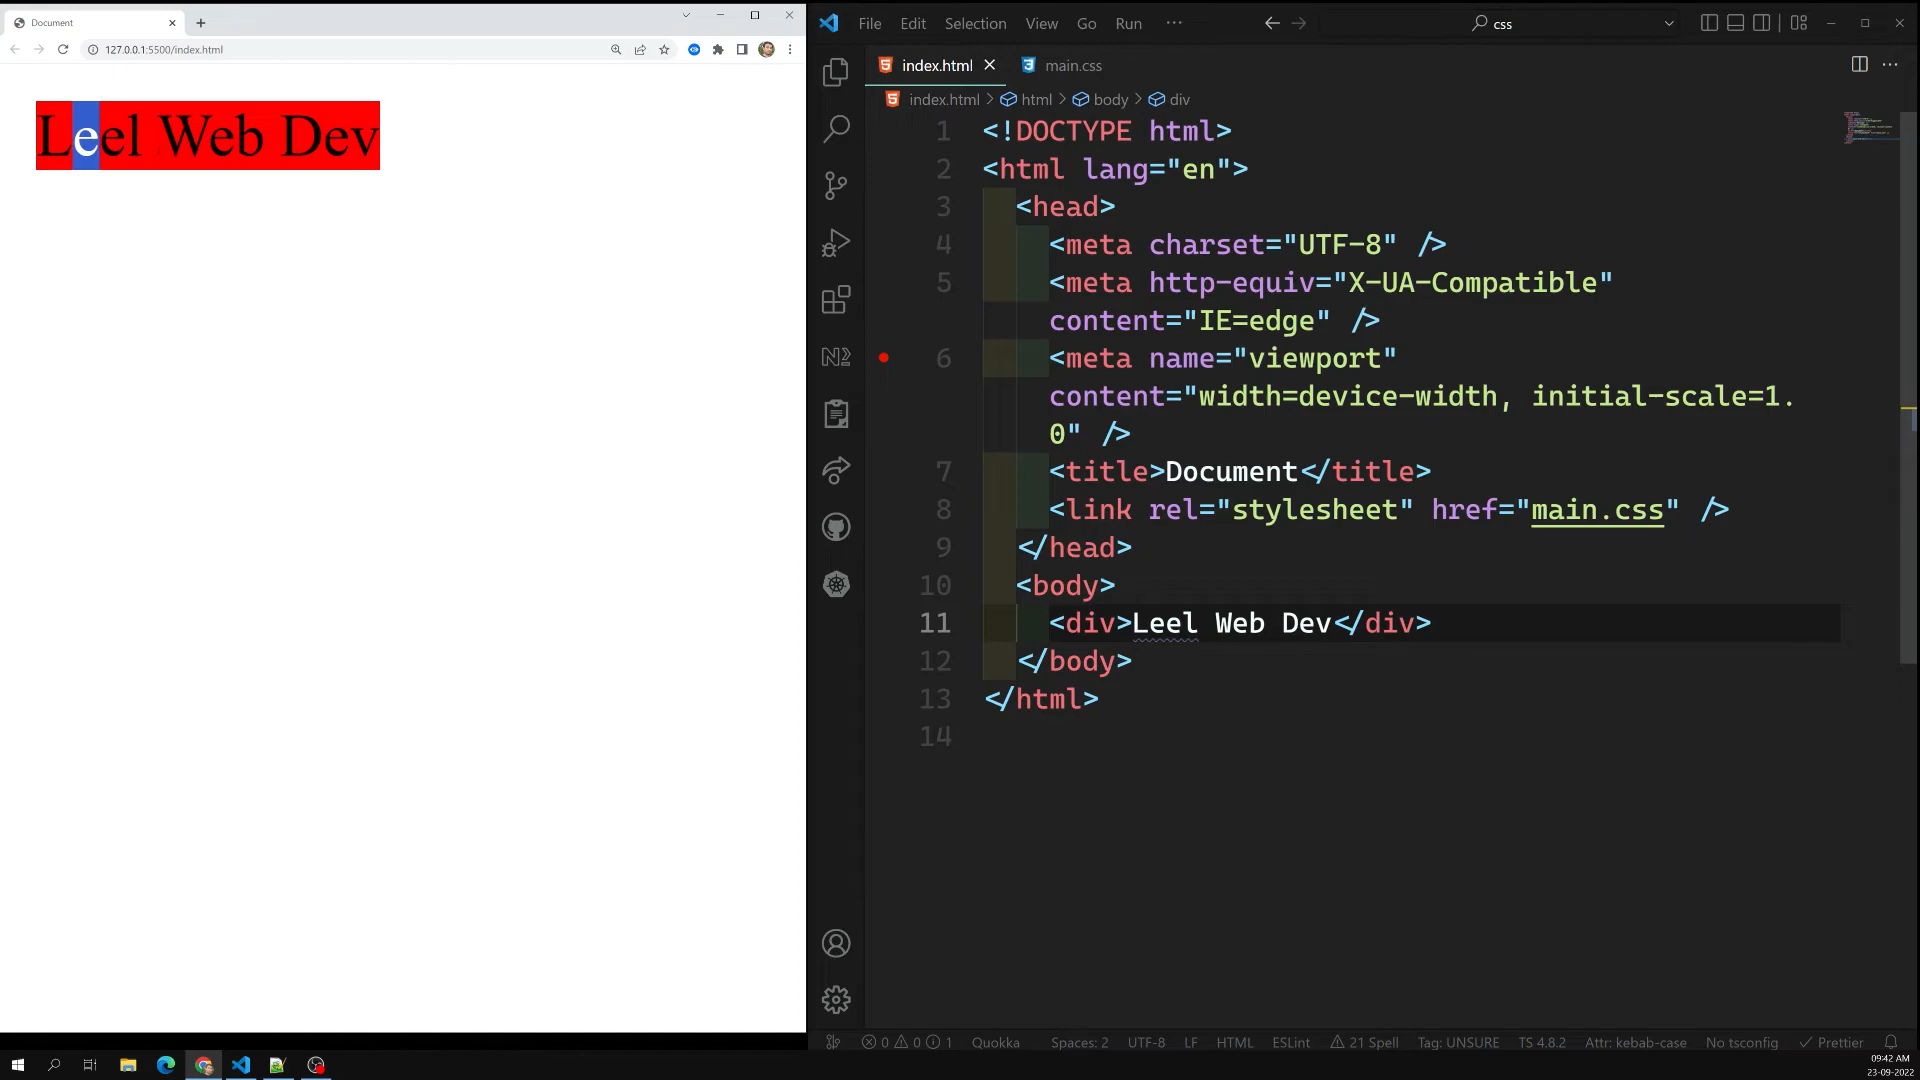 Document
127.0.0.1:5500/index.html
Leel Web Dev
File Edit Selection View Go Run ··· css
index.html main.css
index.html > html > body > div
1 <!DOCTYPE html>
2 <html lang="en">
3 <head>
4 <meta charset="UTF-8" />
5 <meta http-equiv="X-UA-Compatible"
content="IE=edge" />
6 <meta name="viewport"
content="width=device-width, initial-scale=1.
0" />
7 <title>Document</title>
8 <link rel="stylesheet" href="main.css" />
9 </head>
10 <body>
11 <div>Leel Web Dev</div>
12 </body>
13 </html>
14
0 0 1 Quokka Spaces: 2 UTF-8 LF HTML ESLint 21 Spell Tag: UNSURE TS 4.8.2 Attr: kebab-case No tsconfig Prettier
09:42 AM
23-09-2022